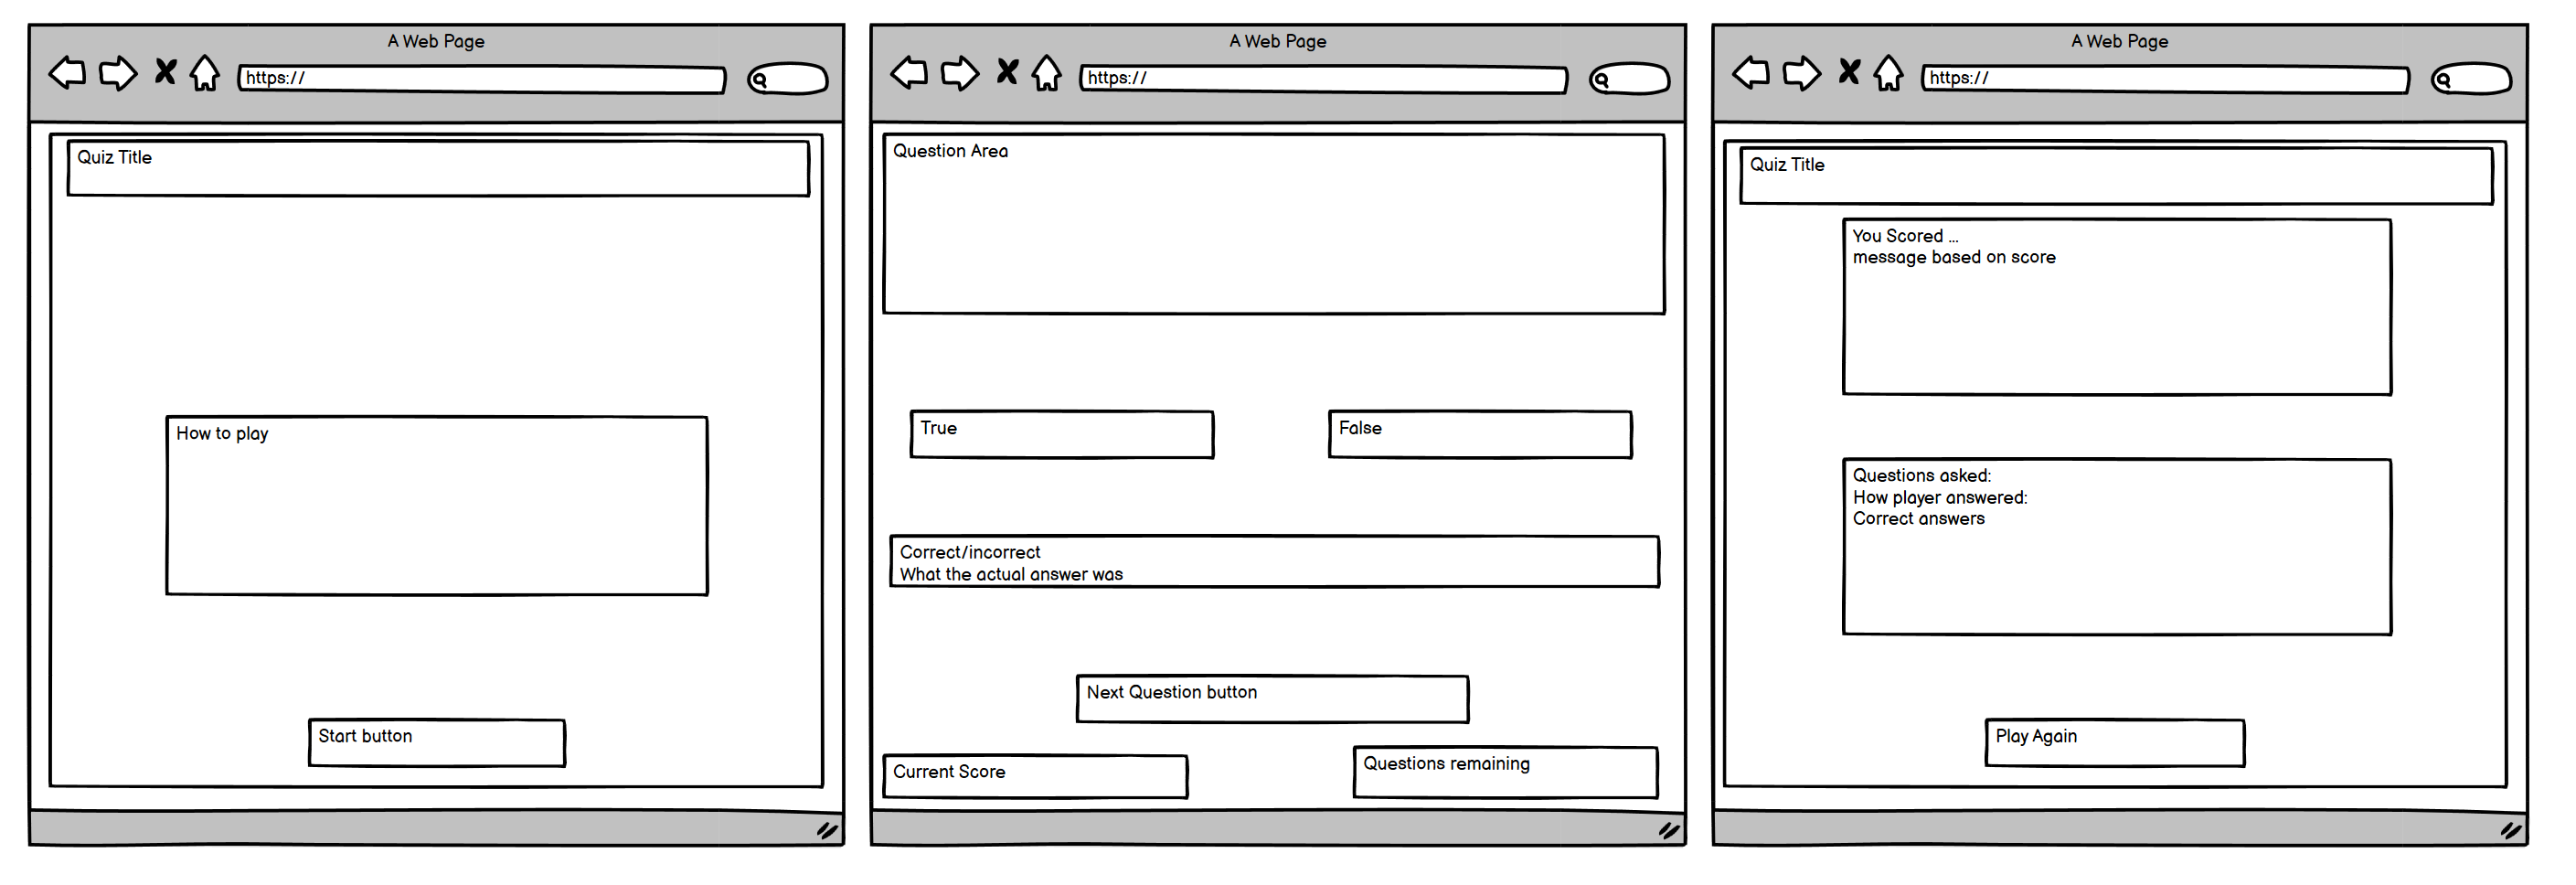 A Web Page
https://
Quiz Title
How to play
Start button
A Web Page
https://
Question Area
True
False
Correct/incorrect
What the actual answer was
Next Question button
Current Score
Questions remaining
A Web Page
https://
Quiz Title
You Scored ...
message based on score
Questions asked:
How player answered:
Correct answers
Play Again